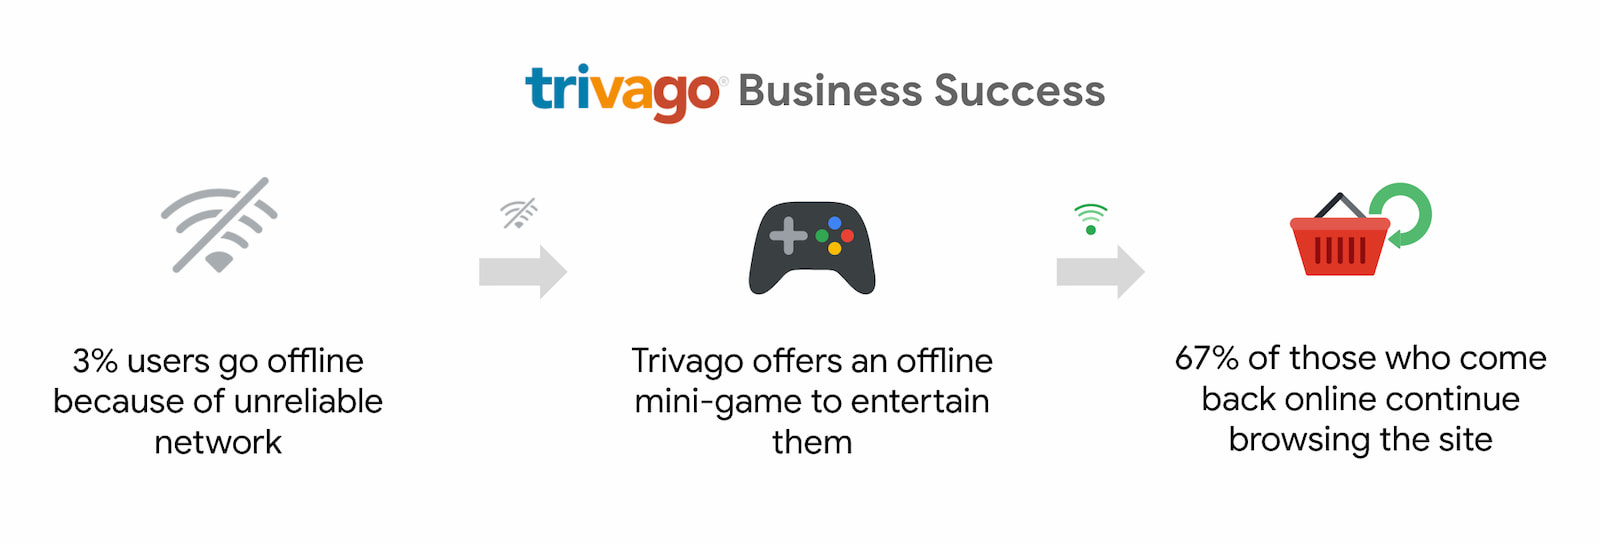 trivago® Business Success
3% users go offline
because of unreliable
network
Trivago offers an offline
mini-game to entertain
them
67% of those who come
back online continue
browsing the site